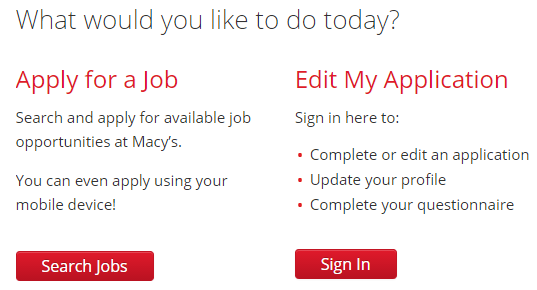 What would you like to do today?
Apply for a Job
Search and apply for available job
opportunities at Macy's.
You can even apply using your
mobile device!
Search Jobs
Edit My Application
Sign in here to:
• Complete or edit an application
• Update your profile
• Complete your questionnaire
Sign In